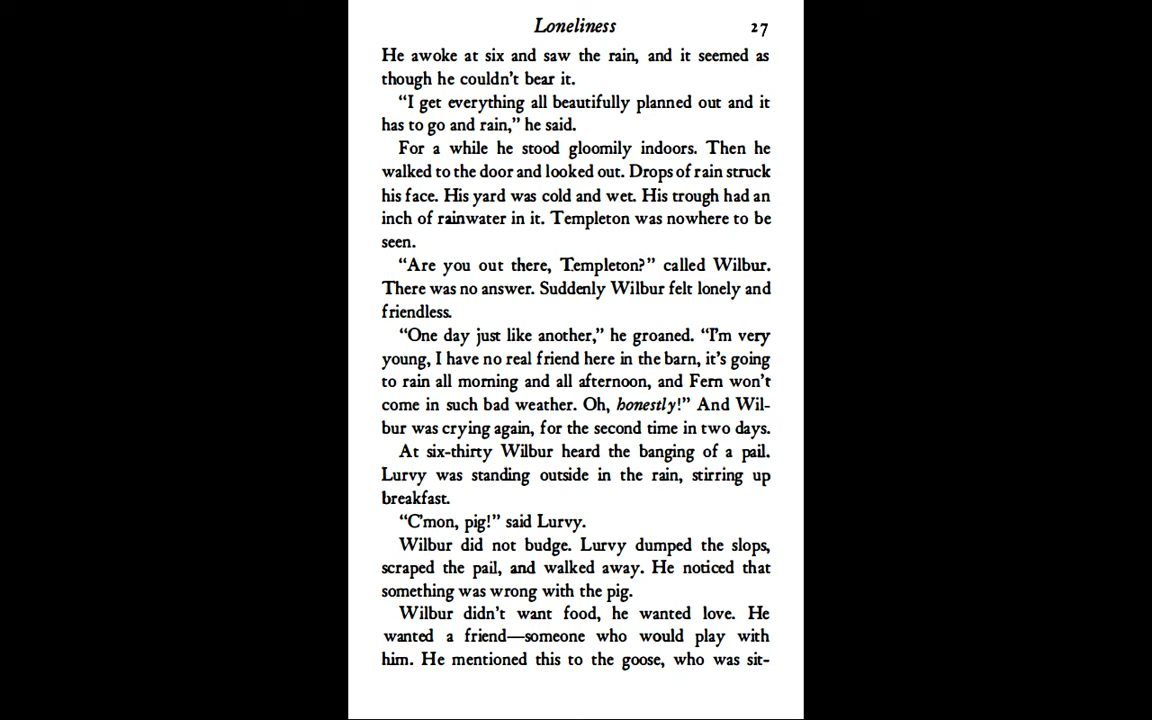 Loneliness 27
He awoke at six and saw the rain, and it seemed as
though he couldn't bear it.
"I get everything all beautifully planned out and it
has to go and rain," he said.
For a while he stood gloomily indoors. Then he
walked to the door and looked out. Drops of rain struck
his face. His yard was cold and wet. His trough had an
inch of rainwater in it. Templeton was nowhere to be
seen.
"Are you out there, Templeton?" called Wilbur.
There was no answer. Suddenly Wilbur felt lonely and
friendless.
"One day just like another," he groaned. "I'm very
young, I have no real friend here in the barn, it's going
to rain all morning and all afternoon, and Fern won't
come in such bad weather. Oh, honestly!" And Wil-
bur was crying again, for the second time in two days.
At six-thirty Wilbur heard the banging of a pail.
Lurvy was standing outside in the rain, stirring up
breakfast.
"C'mon, pig!" said Lurvy.
Wilbur did not budge. Lurvy dumped the slops,
scraped the pail, and walked away. He noticed that
something was wrong with the pig.
Wilbur didn't want food, he wanted love. He
wanted a friend—someone who would play with
him. He mentioned this to the goose, who was sit-